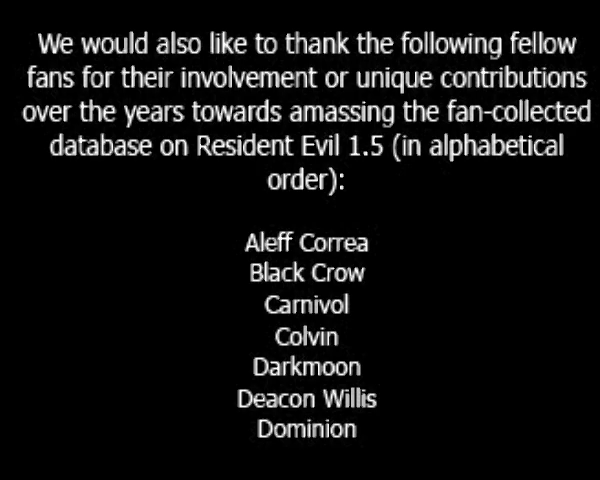 We would also like to thank the following fellow
fans for their involvement or unique contributions
over the years towards amassing the fan-collected
database on Resident Evil 1.5 (in alphabetical
order):
Aleff Correa
Black Crow
Carnivol
Colvin
Darkmoon
Deacon Willis
Dominion